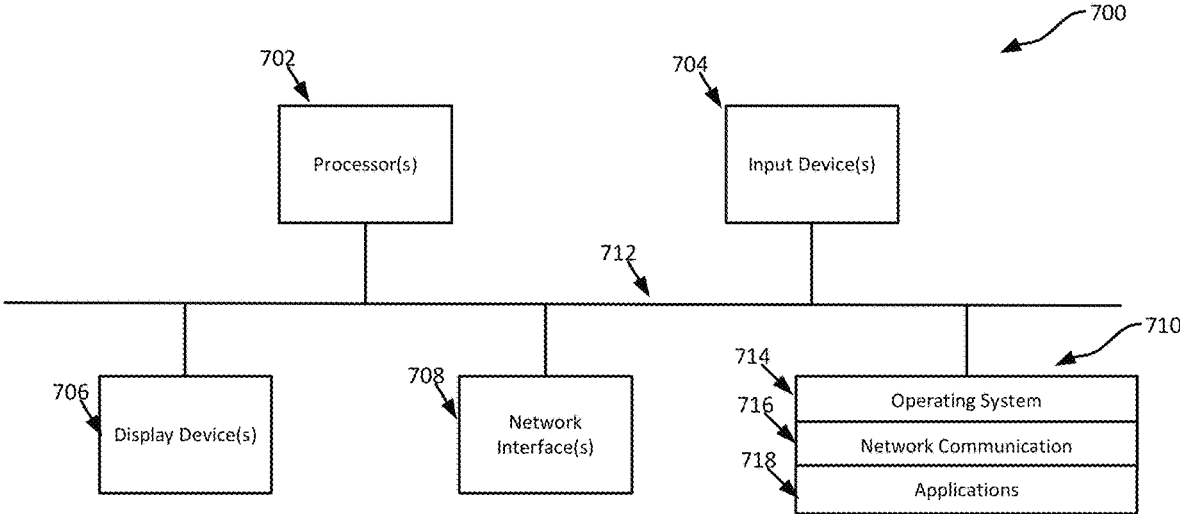 700
702
704
Processor(s)
Input Device(s)
712
710
706
708
714
Operating System
Display Device(s)
Network
Interface(s)
716
Network Communication
718
Applications